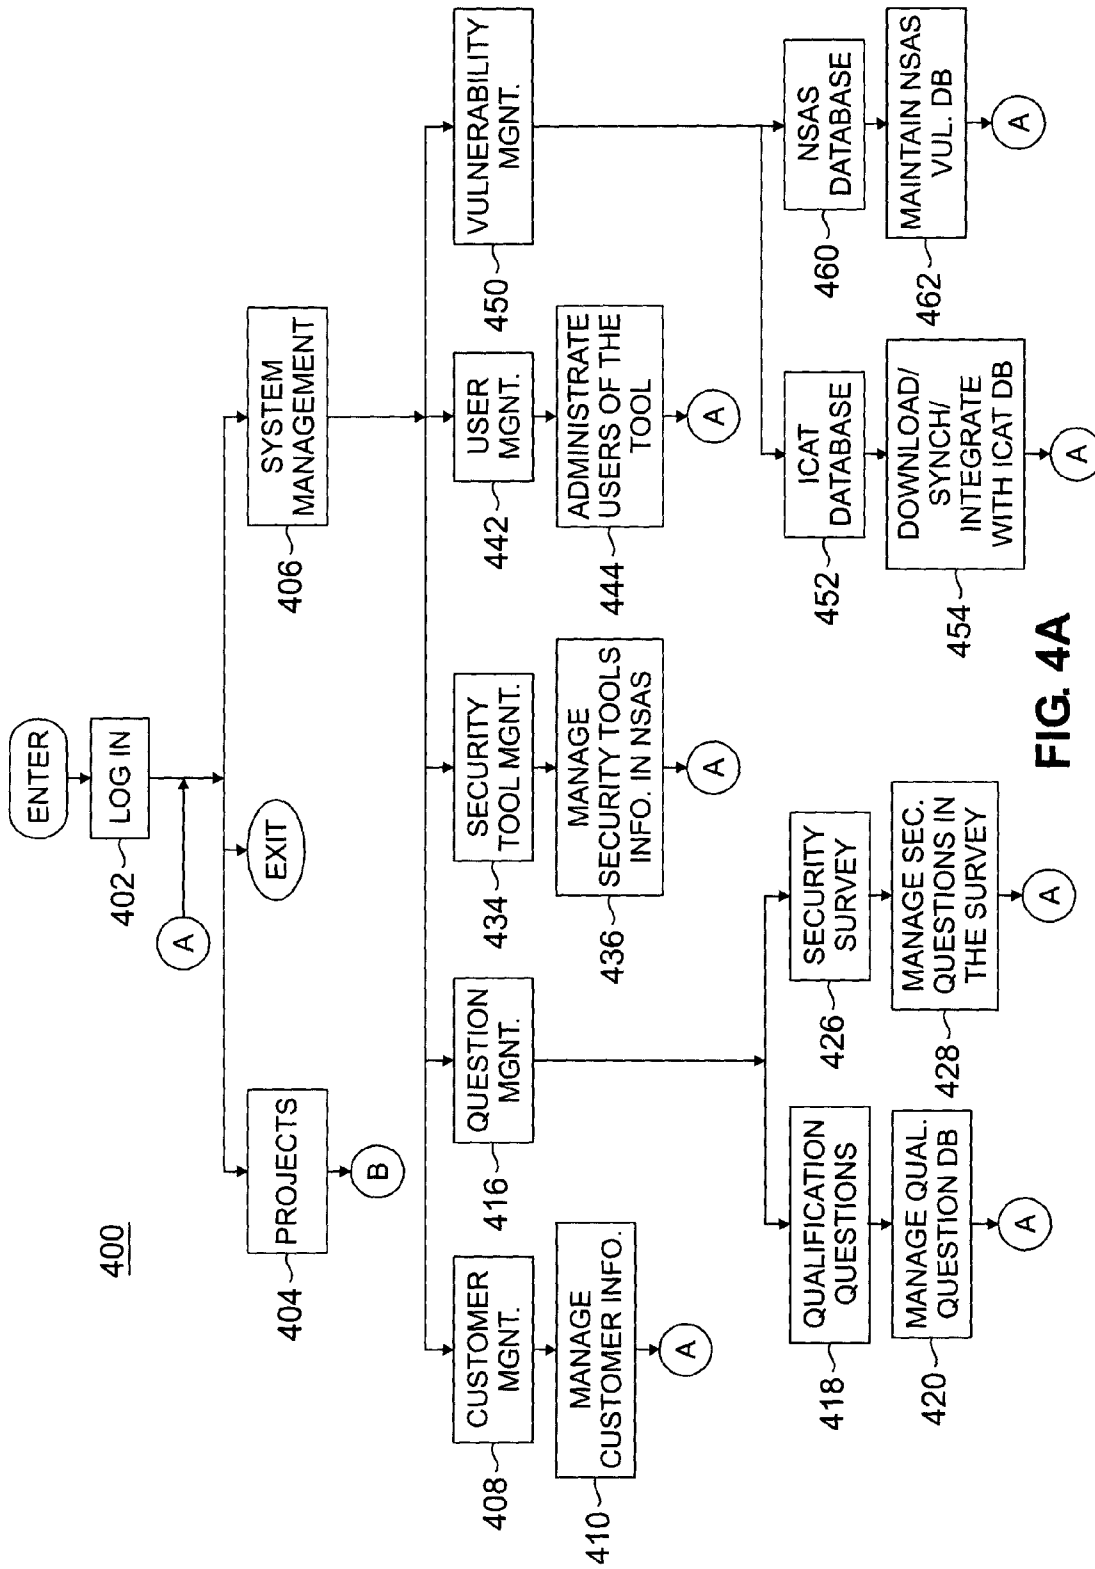 400
ENTER
LOG IN
402
A
EXIT
PROJECTS
404
B
SYSTEM
MANAGEMENT
406
CUSTOMER
MGNT.
408
MANAGE
CUSTOMER INFO.
410
A
QUESTION
MGNT.
416
QUALIFICATION
QUESTIONS
418
MANAGE QUAL.
QUESTION DB
420
A
SECURITY
SURVEY
426
MANAGE SEC.
QUESTIONS IN
THE SURVEY
428
A
SECURITY
TOOL MGNT.
434
MANAGE
SECURITY TOOLS
INFO. IN NSAS
436
A
USER
MGNT.
442
ADMINISTRATE
USERS OF THE
TOOL
444
A
VULNERABILITY
MGNT.
450
ICAT
DATABASE
452
DOWNLOAD/
SYNCH/
INTEGRATE
WITH ICAT DB
454
A
NSAS
DATABASE
460
MAINTAIN NSAS
VUL. DB
462
A
FIG. 4A